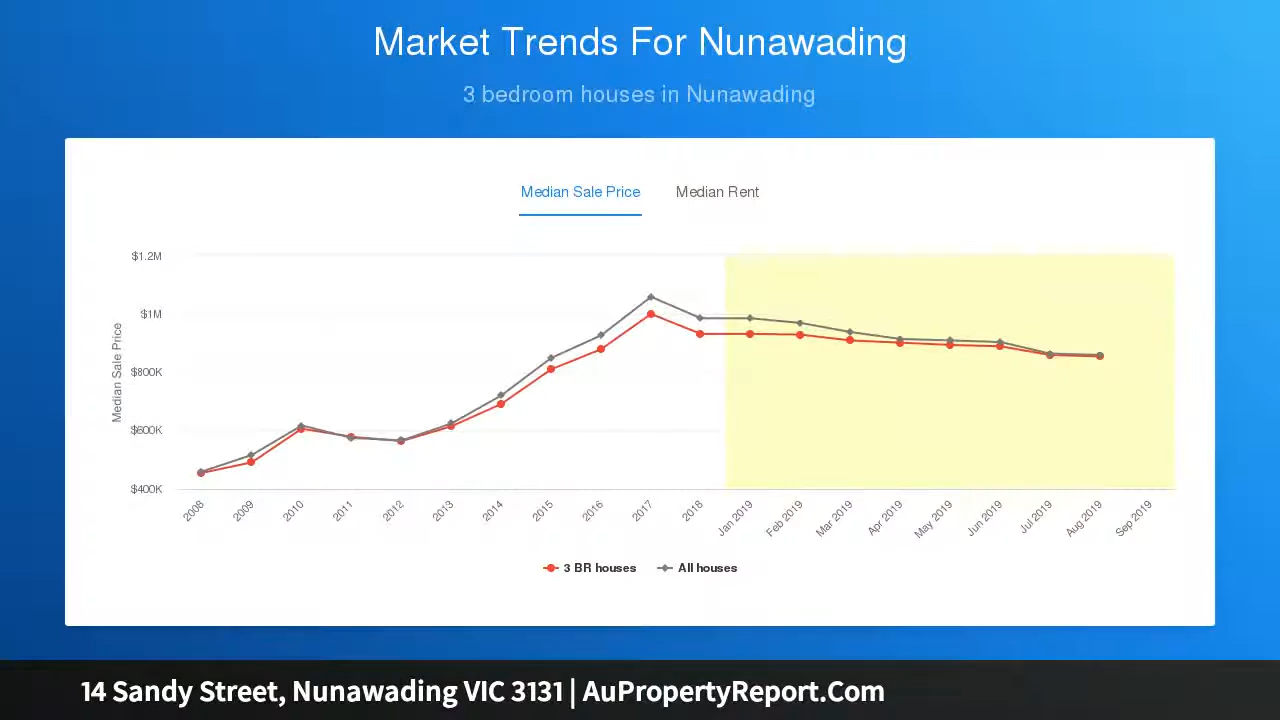 Market Trends For Nunawading
3 bedroom houses in Nunawading
Median Sale Price
Median Rent
$1.2M
$1M
$800K
$600K
$400K
Median Sale Price
2008
2009
2010
2011
2012
2013
2014
2015
2016
2017
2018
Jan 2019
Feb 2019
Mar 2019
Apr 2019
May 2019
Jun 2019
Jul 2019
Aug 2019
Sep 2019
3 BR houses
All houses
14 Sandy Street, Nunawading VIC 3131 | AuPropertyReport.Com